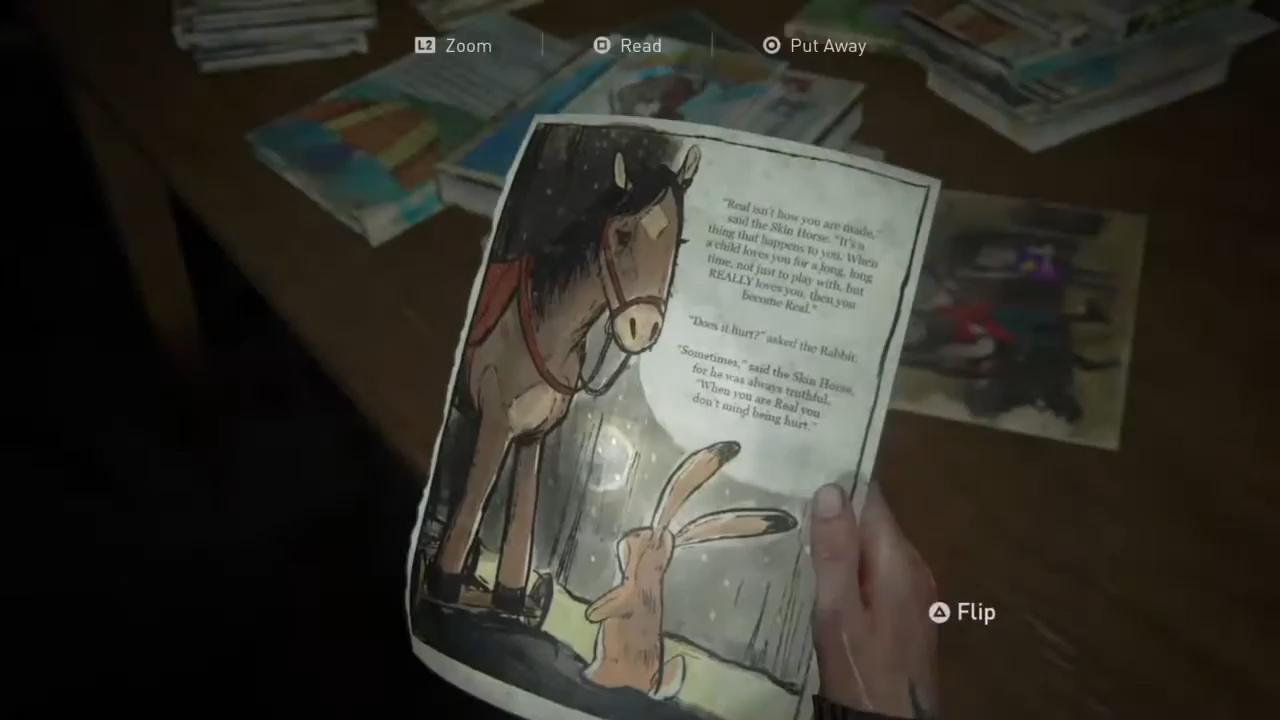 L2 Zoom
Read
Put Away
"Real isn't how you are made,"
said the Skin Horse. "It's a
thing that happens to you. When
a child loves you for a long, long
time, not just to play with, but
REALLY loves you, then you
become Real."
"Does it hurt?" asked the Rabbit.
"Sometimes," said the Skin Horse,
for he was always truthful.
"When you are Real you
don't mind being hurt."
Flip